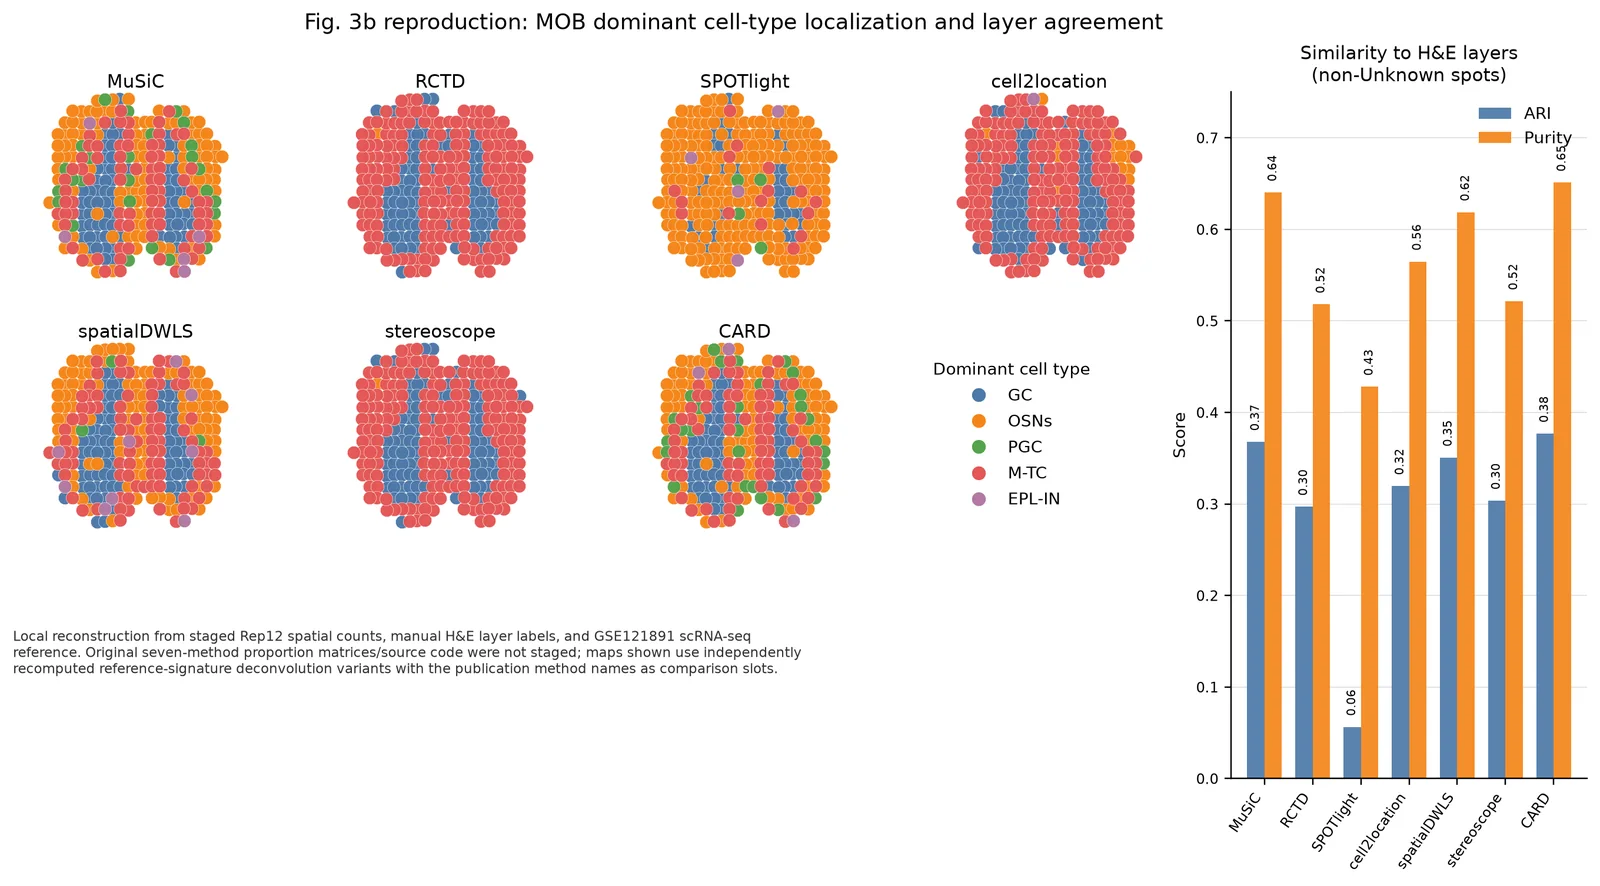 Fig. 3b reproduction: MOB dominant cell-type localization and layer agreement
MuSiC
RCTD
SPOTlight
cell2location
spatialDWLS
stereoscope
CARD
Dominant cell type
GC
OSNs
PGC
M-TC
EPL-IN
Local reconstruction from staged Rep12 spatial counts, manual H&E layer labels, and GSE121891 scRNA-seq
reference. Original seven-method proportion matrices/source code were not staged; maps shown use independently
recomputed reference-signature deconvolution variants with the publication method names as comparison slots.
Similarity to H&E layers
(non-Unknown spots)
ARI
Purity
Score
0.7
0.6
0.5
0.4
0.3
0.2
0.1
0.0
0.37
0.64
0.30
0.52
0.06
0.43
0.32
0.56
0.35
0.62
0.30
0.52
0.38
0.65
MuSiC
RCTD
SPOTlight
cell2location
spatialDWLS
stereoscope
CARD